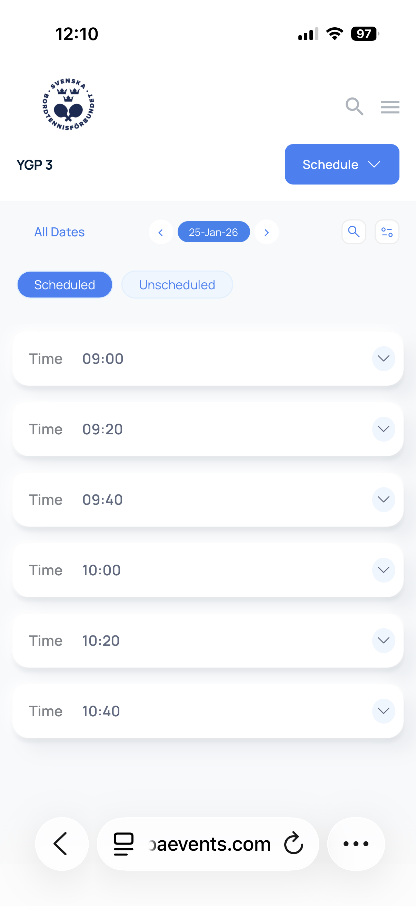 12:10
97
SVENSKA
BORDTENNISFÖRBUNDET
YGP 3
Schedule
All Dates
25-Jan-26
Scheduled
Unscheduled
Time 09:00
Time 09:20
Time 09:40
Time 10:00
Time 10:20
Time 10:40
aevents.com